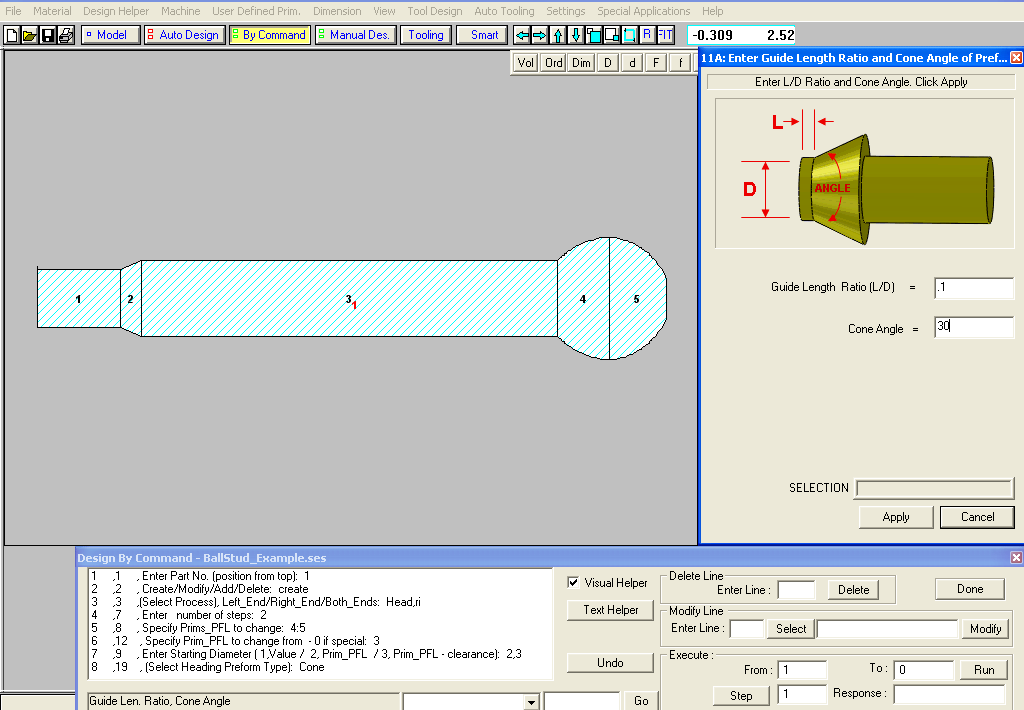 File Material Design Helper Machine User Defined Prim. Dimension View Tool Design Auto Tooling Settings Special Applications Help
Model Auto Design By Command Manual Des. Tooling Smart R FIT -0.309 2.52
Vol Ord Dim D d F f
11A: Enter Guide Length Ratio and Cone Angle of Pref...
Enter L/D Ratio and Cone Angle. Click Apply
L
D
ANGLE
1 2 3 1 4 5
Guide Length Ratio (L/D) = .1
Cone Angle = 30
SELECTION
Apply Cancel
Design By Command - BallStud_Example.ses
1 ,1 , Enter Part No. (position from top): 1
2 ,2 , Create/Modify/Add/Delete: create
3 ,3 ,(Select Process), Left_End/Right_End/Both_Ends: Head,ri
4 ,7 , Enter number of steps: 2
5 ,8 , Specify Prims_PFL to change: 4:5
6 ,12 , Specify Prim_PFL to change from - 0 if special: 3
7 ,9 , Enter Starting Diameter ( 1,Value / 2, Prim_PFL / 3, Prim_PFL - clearance): 2,3
8 ,19 , (Select Heading Preform Type): Cone
Guide Len. Ratio, Cone Angle
Go
Visual Helper
Text Helper
Undo
Delete Line
Enter Line : Delete
Done
Modify Line
Enter Line : Select Modify
Execute :
From : 1 To : 0 Run
Step 1 Response :